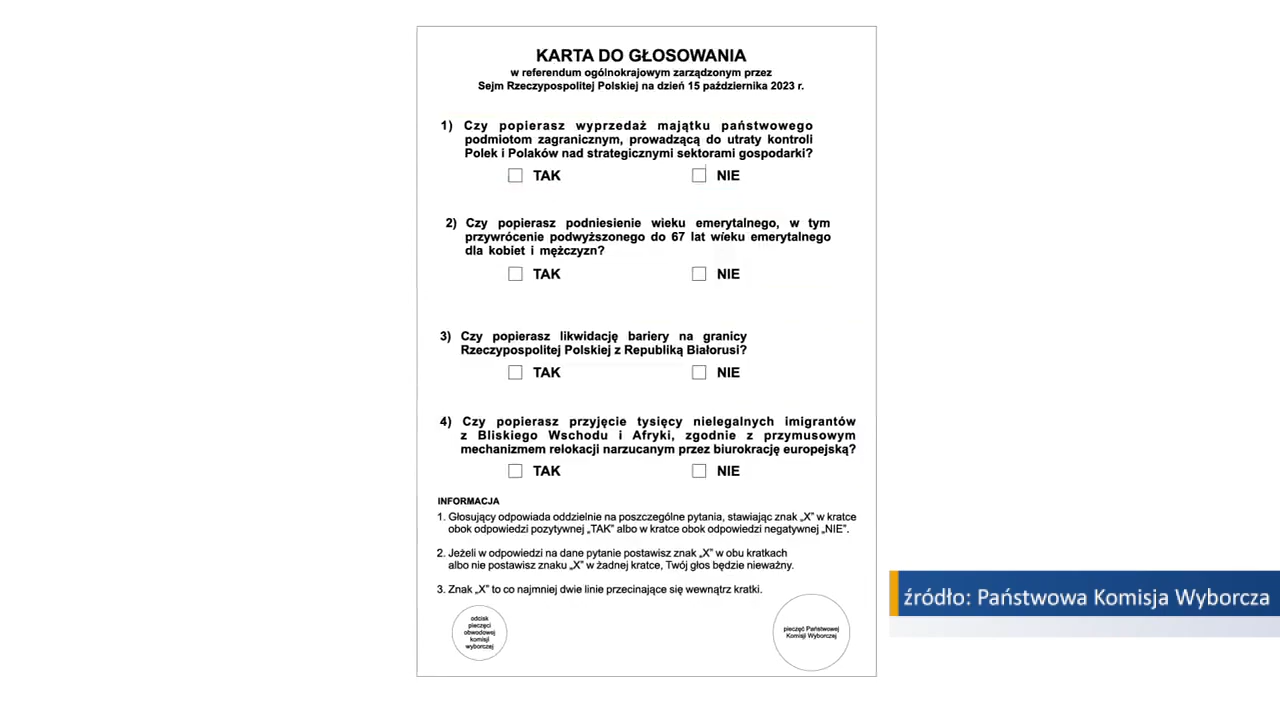 KARTA DO GŁOSOWANIA
w referendum ogólnokrajowym zarządzonym przez
Sejm Rzeczypospolitej Polskiej na dzień 15 października 2023 r.
1) Czy popierasz wyprzedaż majątku państwowego
podmiotom zagranicznym, prowadzącą do utraty kontroli
Polek i Polaków nad strategicznymi sektorami gospodarki?
TAK NIE
2) Czy popierasz podniesienie wieku emerytalnego, w tym
przywrócenie podwyższonego do 67 lat wieku emerytalnego
dla kobiet i mężczyzn?
TAK NIE
3) Czy popierasz likwidację bariery na granicy
Rzeczypospolitej Polskiej z Republiką Białorusi?
TAK NIE
4) Czy popierasz przyjęcie tysięcy nielegalnych imigrantów
z Bliskiego Wschodu i Afryki, zgodnie z przymusowym
mechanizmem relokacji narzucanym przez biurokrację europejską?
TAK NIE
INFORMACJA
1. Głosujący odpowiada oddzielnie na poszczególne pytania, stawiając znak „X” w kratce
obok odpowiedzi pozytywnej „TAK” albo w kratce obok odpowiedzi negatywnej „NIE”.
2. Jeżeli w odpowiedzi na dane pytanie postawisz znak „X” w obu kratkach
albo nie postawisz znaku „X” w żadnej kratce, Twój głos będzie nieważny.
3. Znak „X” to co najmniej dwie linie przecinające się wewnątrz kratki.
odcisk
pieczęci
obwodowej
komisji
wyborczej
pieczęć Państwowej
Komisji Wyborczej
źródło: Państwowa Komisja Wyborcza